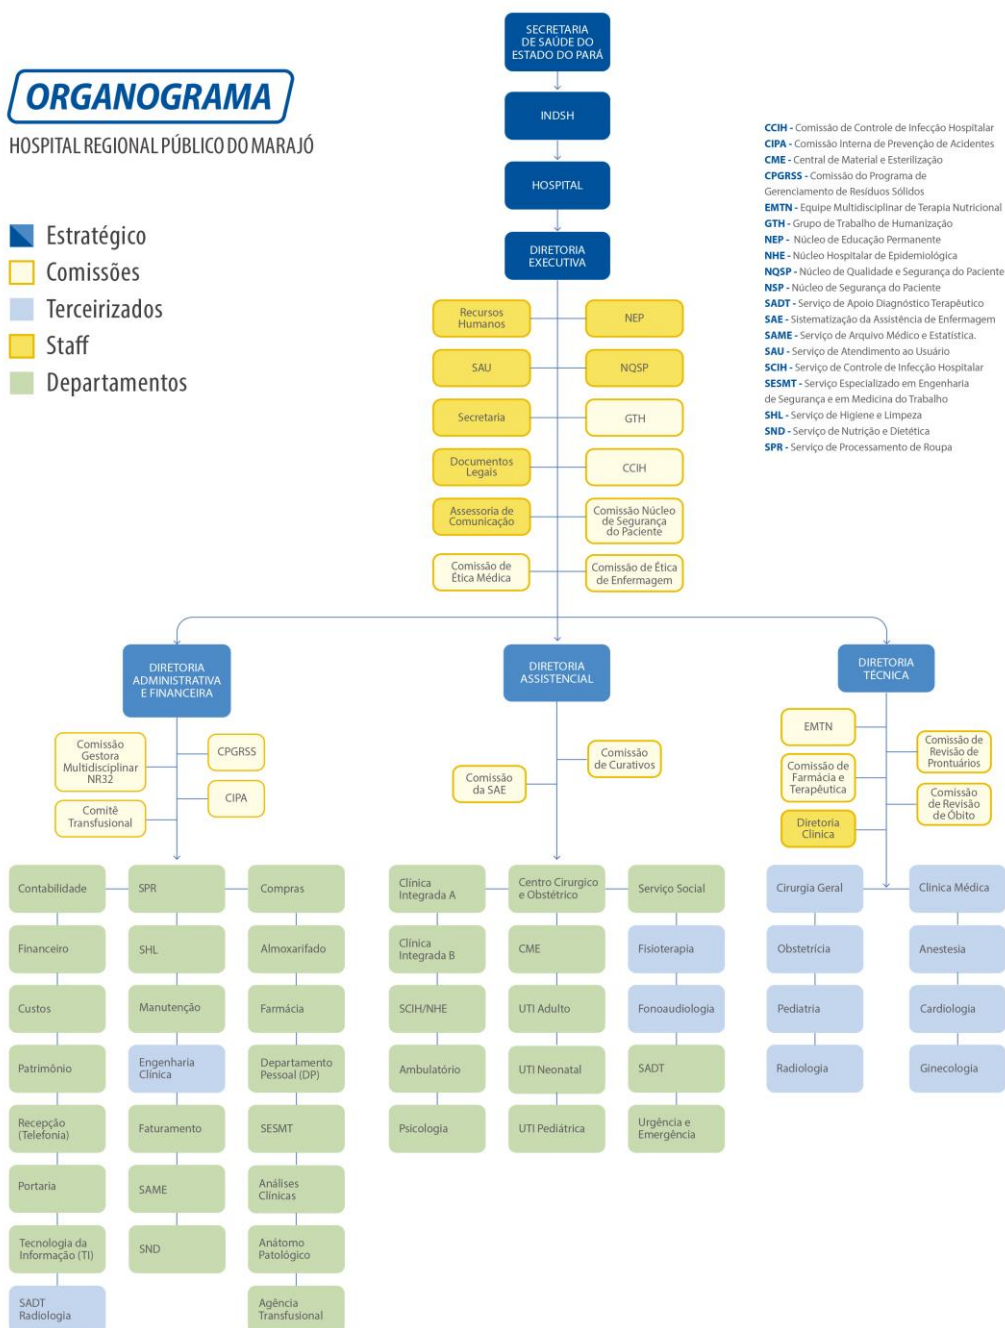 SECRETARIA
DE SAÚDE DO
ESTADO DO PARÁ
ORGANOGRAMA
HOSPITAL REGIONAL PÚBLICO DO MARAJÓ
INDSH
HOSPITAL
DIRETORIA
EXECUTIVA
Estratégico
Comissões
Terceirizados
Staff
Departamentos
CCIH - Comissão de Controle de Infecção Hospitalar
CIPA - Comissão Interna de Prevenção de Acidentes
CME - Central de Material e Esterilização
CPGRSS - Comissão do Programa de
Gerenciamento de Resíduos Sólidos
EMTN - Equipe Multidisciplinar de Terapia Nutricional
GTH - Grupo de Trabalho de Humanização
NEP - Núcleo de Educação Permanente
NHE - Núcleo Hospitalar de Epidemiológica
NQSP - Núcleo de Qualidade e Segurança do Paciente
NSP - Núcleo de Segurança do Paciente
SADT - Serviço de Apoio Diagnóstico Terapêutico
SAE - Sistematização da Assistência de Enfermagem
SAME - Serviço de Arquivo Médico e Estatística.
SAU - Serviço de Atendimento ao Usuário
SCIH - Serviço de Controle de Infecção Hospitalar
SESMT - Serviço Especializado em Engenharia
de Segurança e em Medicina do Trabalho
SHL - Serviço de Higiene e Limpeza
SND - Serviço de Nutrição e Dietética
SPR - Serviço de Processamento de Roupa
Recursos
Humanos
NEP
SAU
NQSP
Secretaria
GTH
Documentos
Legais
CCIH
Assessoria de
Comunicação
Comissão Núcleo
de Segurança
do Paciente
Comissão de
Ética Médica
Comissão de Ética
de Enfermagem
DIRETORIA
ADMINISTRATIVA
E FINANCEIRA
DIRETORIA
ASSISTENCIAL
DIRETORIA
TÉCNICA
Comissão
Gestora
Multidisciplinar
NR32
CPGRSS
Comitê
Transfusional
CIPA
Comissão
de Curativos
Comissão
da SAE
EMTN
Comissão de
Revisão de
Prontuários
Comissão de
Farmácia e
Terapêutica
Comissão
de Revisão
de Óbito
Diretoria
Clínica
Contabilidade
SPR
Compras
Financeiro
SHL
Almoxarifado
Custos
Manutenção
Farmácia
Patrimônio
Engenharia
Clínica
Departamento
Pessoal (DP)
Recepção
(Telefonia)
Faturamento
SESMT
Portaria
SAME
Análises
Clínicas
Tecnologia da
Informação (TI)
SND
Anátomo
Patológico
SADT
Radiologia
Agência
Transfusional
Clínica
Integrada A
Centro Cirurgico
e Obstétrico
Serviço Social
Clínica
Integrada B
CME
Fisioterapia
SCIH/NHE
UTI Adulto
Fonoaudiologia
Ambulatório
UTI Neonatal
SADT
Psicologia
UTI Pediátrica
Urgência e
Emergência
Cirurgia Geral
Clinica Médica
Obstetrícia
Anestesia
Pediatria
Cardiologia
Radiologia
Ginecologia